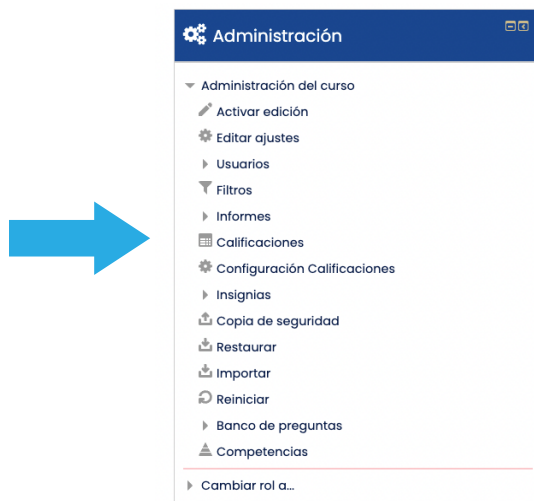 Administración
Administración del curso
Activar edición
Editar ajustes
Usuarios
Filtros
Informes
Calificaciones
Configuración Calificaciones
Insignias
Copia de seguridad
Restaurar
Importar
Reiniciar
Banco de preguntas
Competencias
Cambiar rol a...